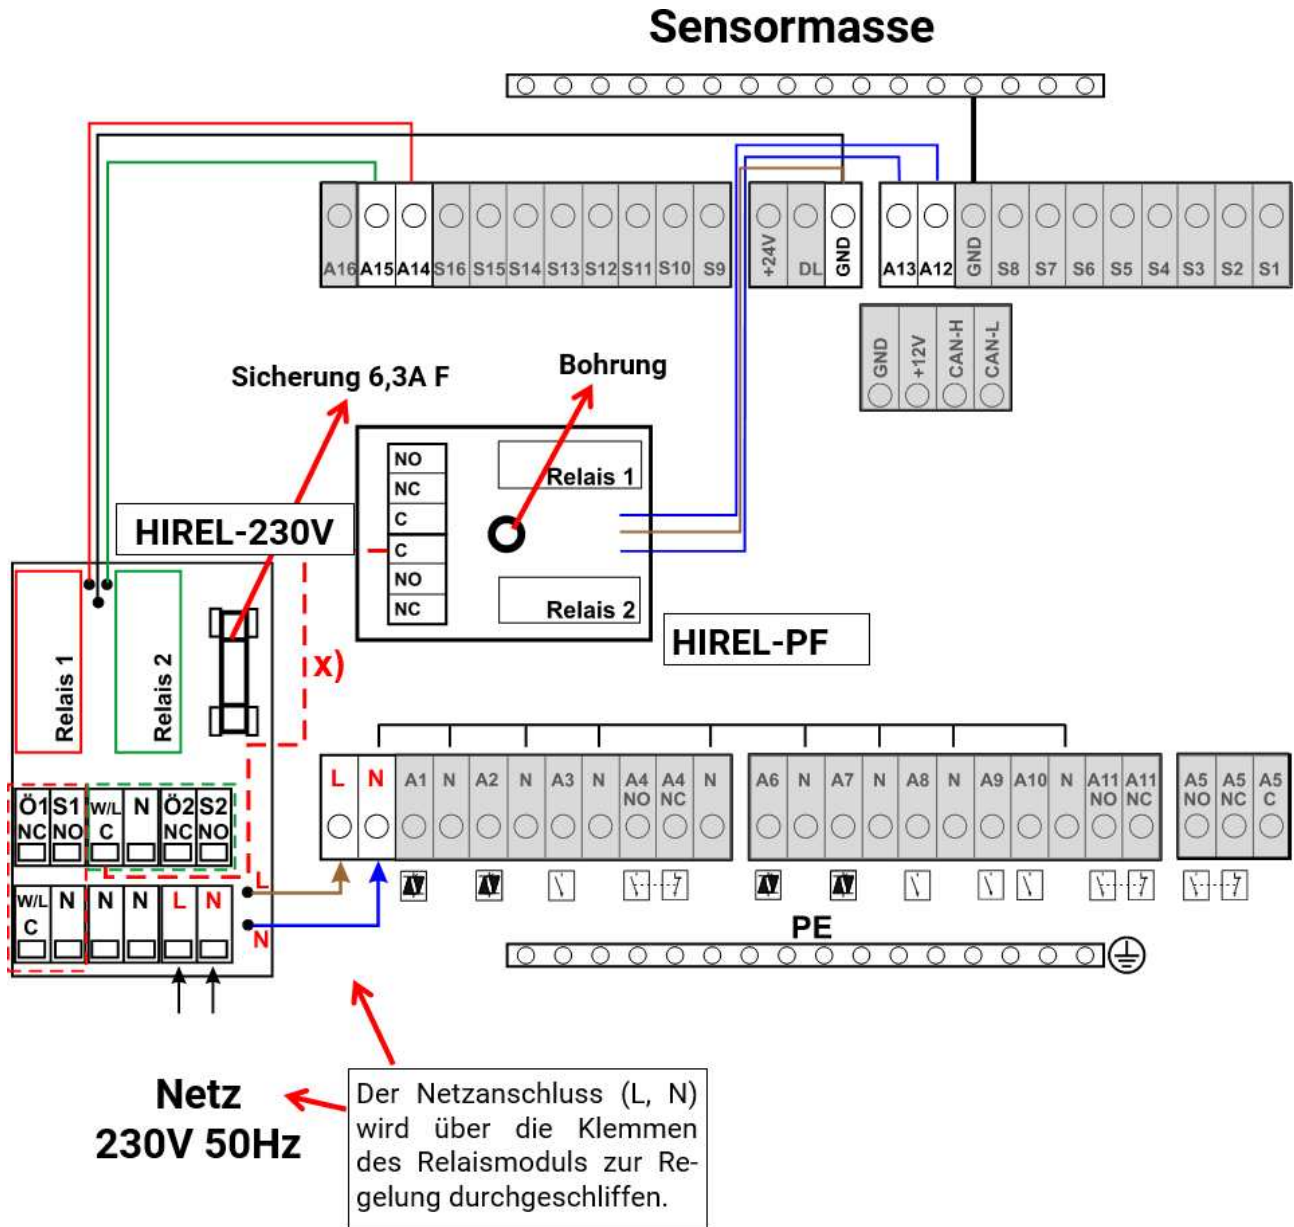 Sensormasse
A16 A15 A14 S16 S15 S14 S13 S12 S11 S10 S9 +24V DL GND A13 A12 GND S8 S7 S6 S5 S4 S3 S2 S1
GND +12V CAN-H CAN-L
Sicherung 6,3A F
Bohrung
NO
NC
C
C
NO
NC
Relais 1
Relais 2
HIREL-230V
HIREL-PF
Relais 1
Relais 2
x)
L N A1 N A2 N A3 N A4 A4 N A6 N A7 N A8 N A9 A10 N A11 A11 A5 A5 A5
NO NC NO NC NO NC C
Ö1 S1 W/L N Ö2 S2
NC NO C NC NO
L
W/L N N N L N
C
N
PE
Netz
230V 50Hz
Der Netzanschluss (L, N)
wird über die Klemmen
des Relaismoduls zur Re-
gelung durchgeschliffen.